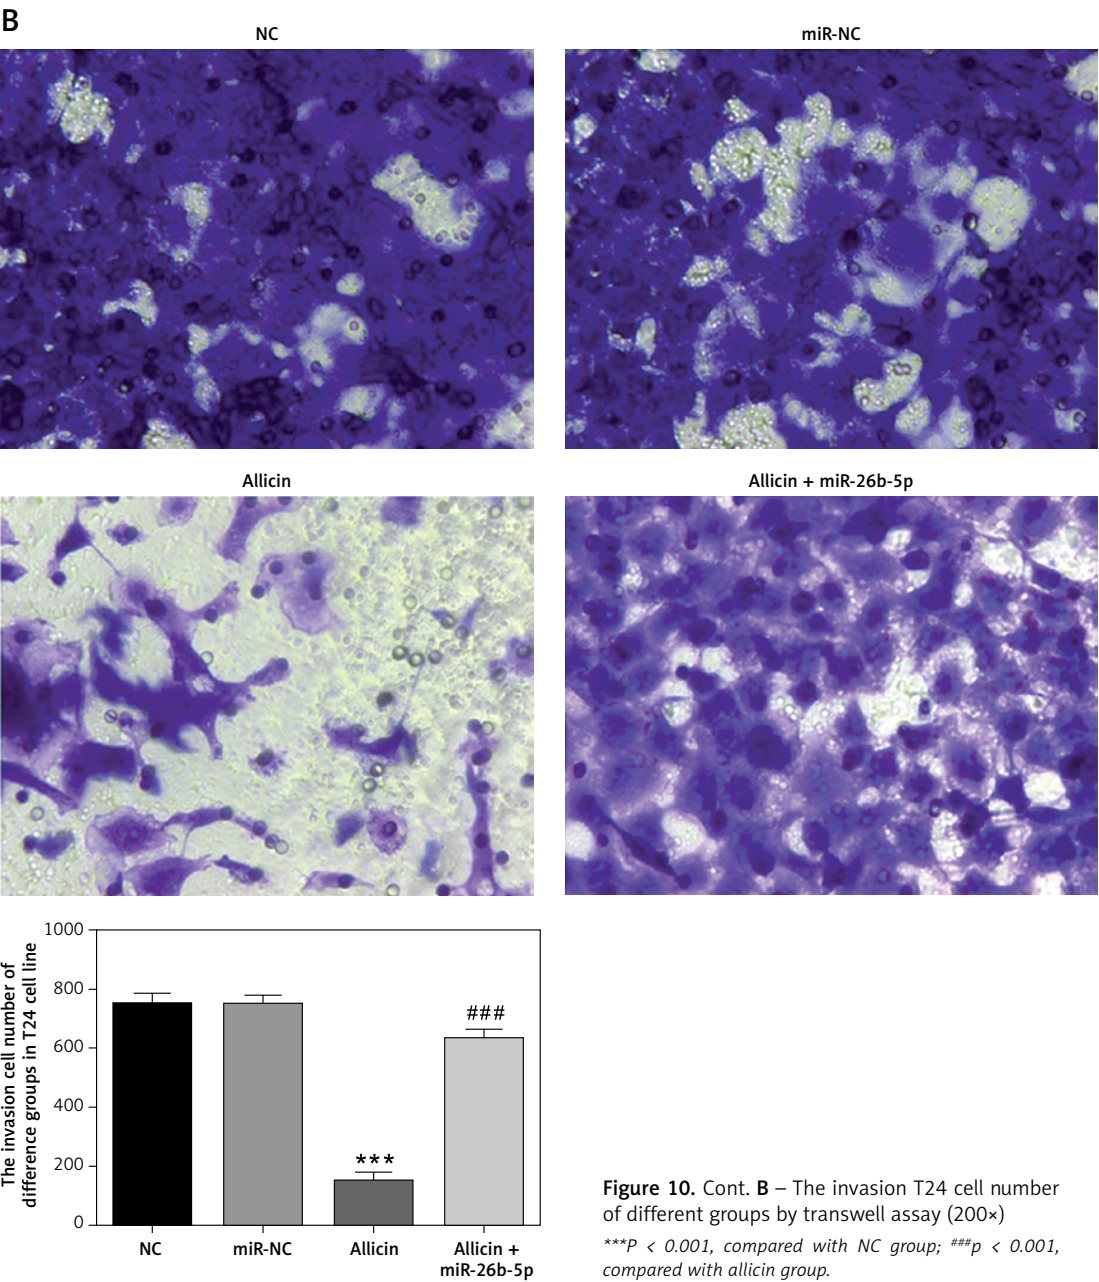 B
NC
miR-NC
Allicin
Allicin + miR-26b-5p
The invasion cell number of
difference groups in T24 cell line
1000
800
600
400
200
0
***
###
NC
miR-NC
Allicin
Allicin +
miR-26b-5p
Figure 10. Cont. B – The invasion T24 cell number
of different groups by transwell assay (200×)
***P < 0.001, compared with NC group; ###p < 0.001,
compared with allicin group.